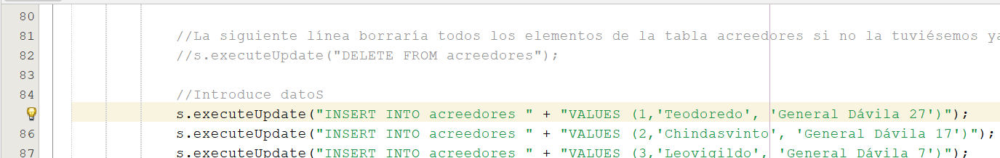 80
81 //La siguiente línea borraría todos los elementos de la tabla acreedores si no la tuviésemos ya
82 //s.executeUpdate("DELETE FROM acreedores");
83
84 //Introduce datoS
s.executeUpdate("INSERT INTO acreedores " + "VALUES (1,'Teodoredo', 'General Dávila 27')");
86 s.executeUpdate("INSERT INTO acreedores " + "VALUES (2,'Chindasvinto', 'General Dávila 17')");
87 s.executeUpdate("INSERT INTO acreedores " + "VALUES (3,'Leovigildo', 'General Dávila 7')");